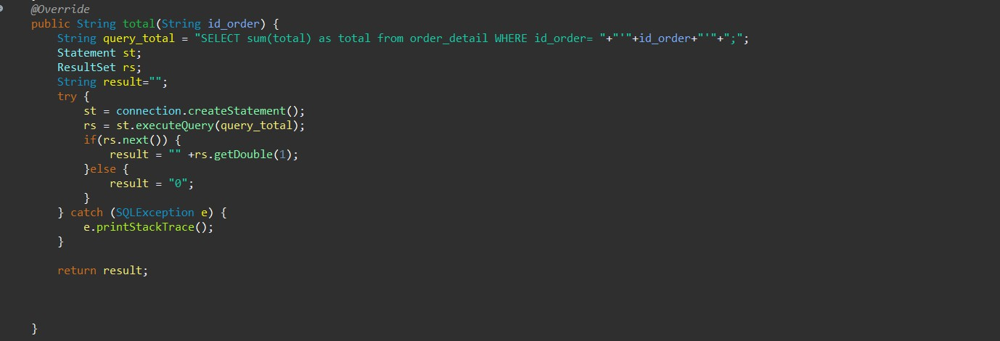 @Override
public String total(String id_order) {
String query_total = "SELECT sum(total) as total from order_detail WHERE id_order= "+"'"+id_order+"'"+";";
Statement st;
ResultSet rs;
String result="";
try {
st = connection.createStatement();
rs = st.executeQuery(query_total);
if(rs.next()) {
result = "" +rs.getDouble(1);
}else {
result = "0";
}
} catch (SQLException e) {
e.printStackTrace();
}
return result;
}